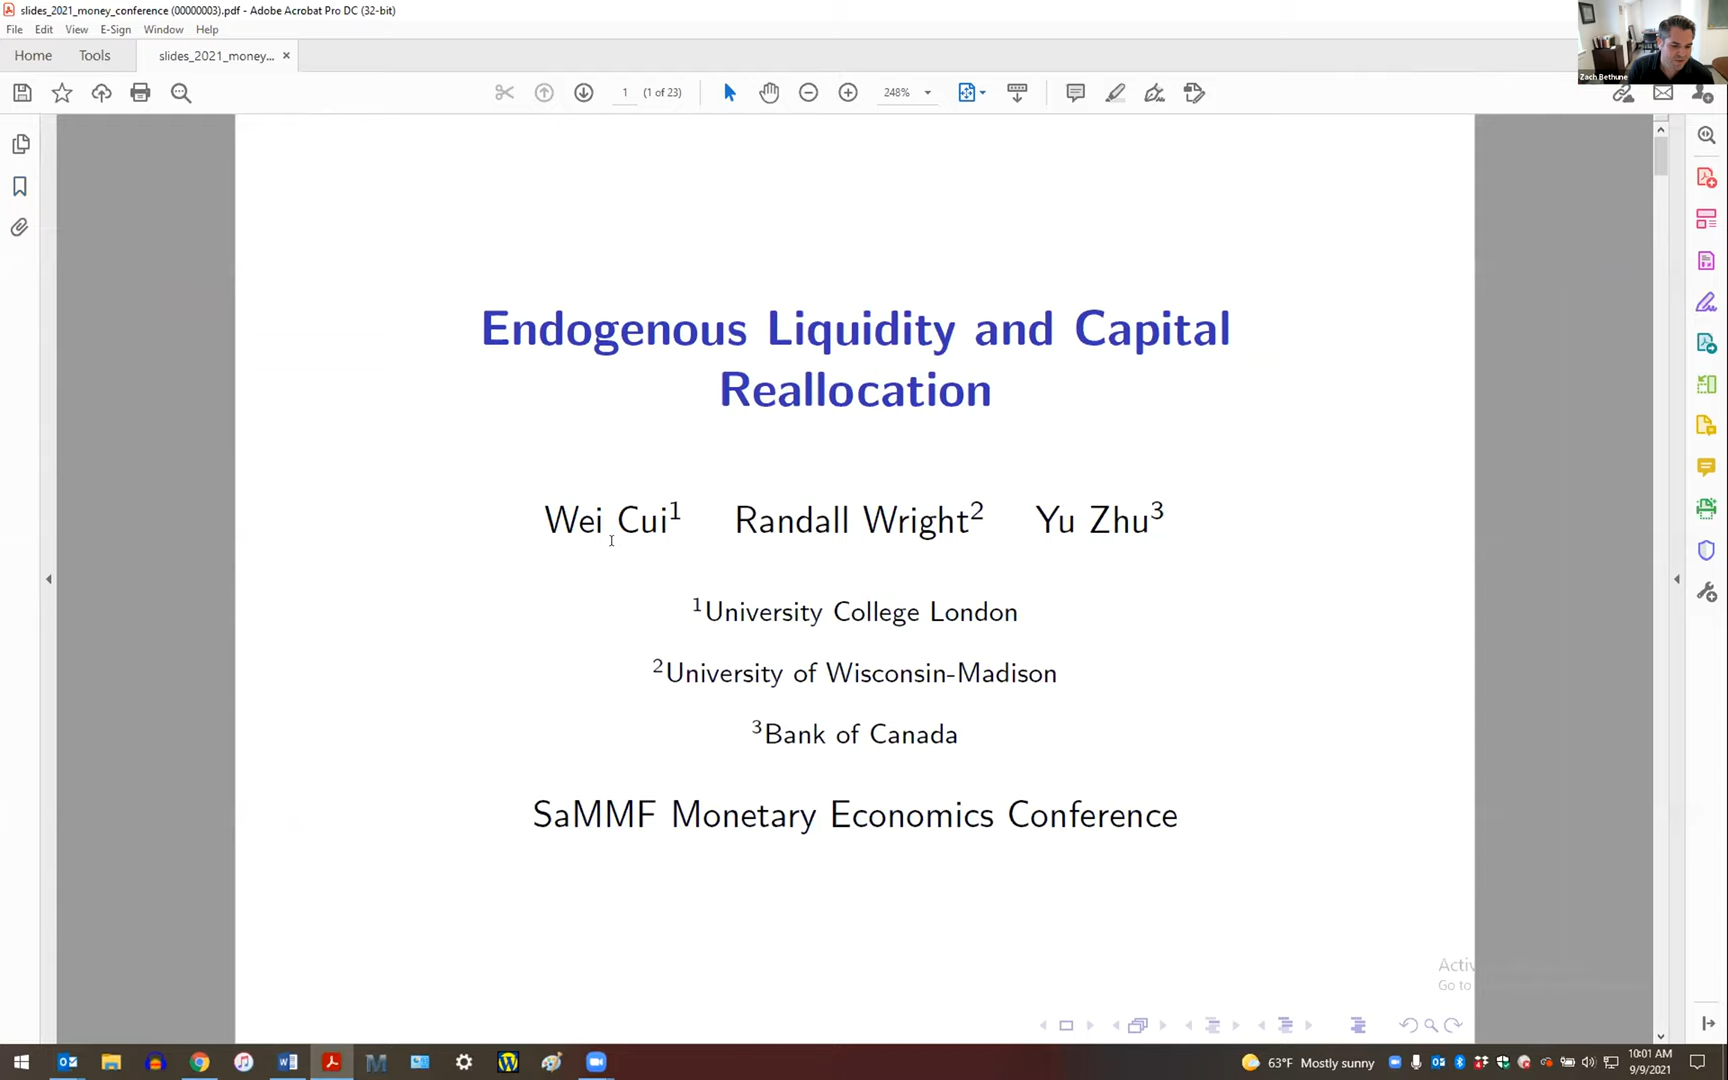 slides_2021_money_conference (00000003).pdf - Adobe Acrobat Pro DC (32-bit)
File Edit View E-Sign Window Help
Home Tools slides_2021_money... ×
1 (1 of 23) 248%
Zach Bethune
Endogenous Liquidity and Capital
Reallocation
Wei Cui¹ Randall Wright² Yu Zhu³
¹University College London
²University of Wisconsin-Madison
³Bank of Canada
SaMMF Monetary Economics Conference
Activ
Go to
63°F Mostly sunny
10:01 AM
9/9/2021